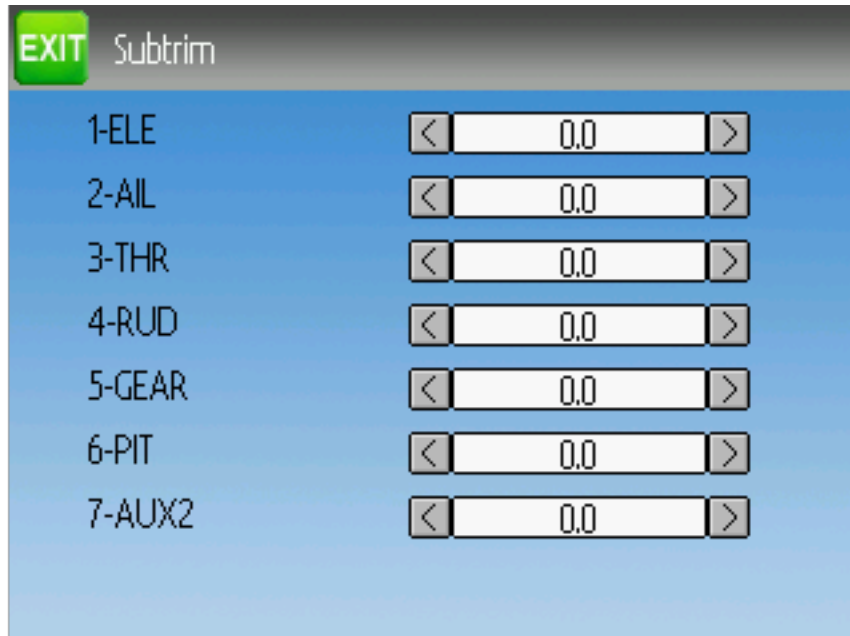 EXIT Subtrim
1-ELE < 0.0 >
2-AIL < 0.0 >
3-THR < 0.0 >
4-RUD < 0.0 >
5-GEAR < 0.0 >
6-PIT < 0.0 >
7-AUX2 < 0.0 >